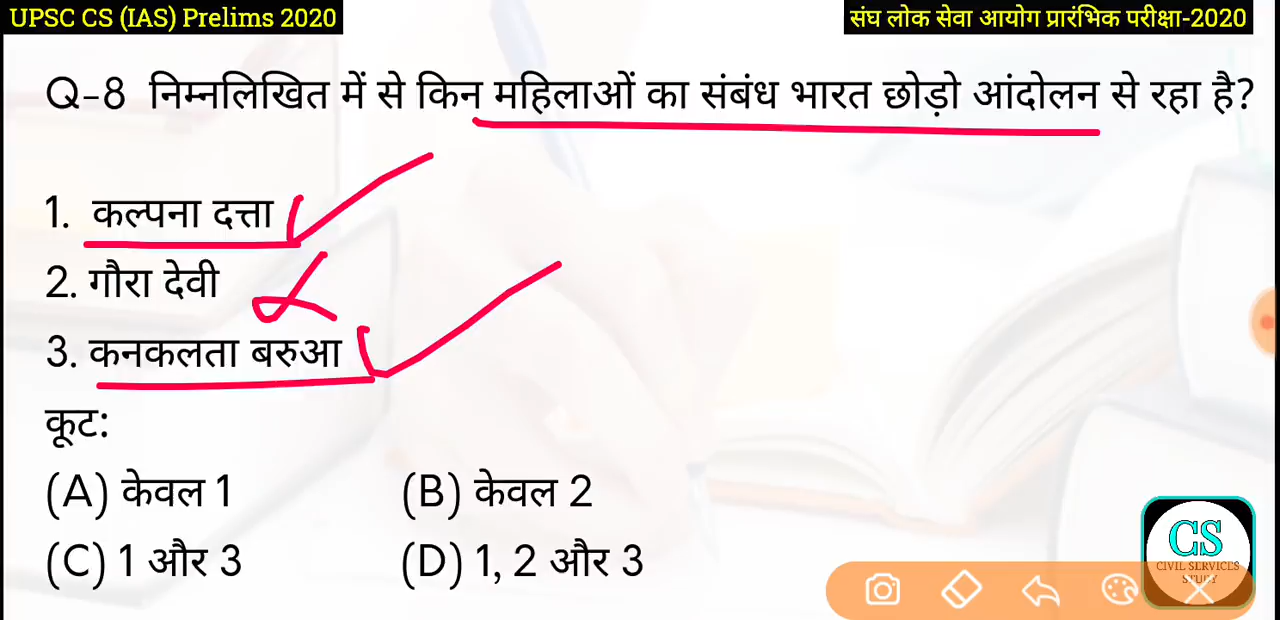 UPSC CS (IAS) Prelims 2020
संघ लोक सेवा आयोग प्रारंभिक परीक्षा-2020
Q-8 निम्नलिखित में से किन महिलाओं का संबंध भारत छोड़ो आंदोलन से रहा है?
1. कल्पना दत्ता
2. गौरा देवी
3. कनकलता बरुआ
कूट:
(A) केवल 1 (B) केवल 2
(C) 1 और 3 (D) 1, 2 और 3
CS
CIVIL SERVICES
STUDY